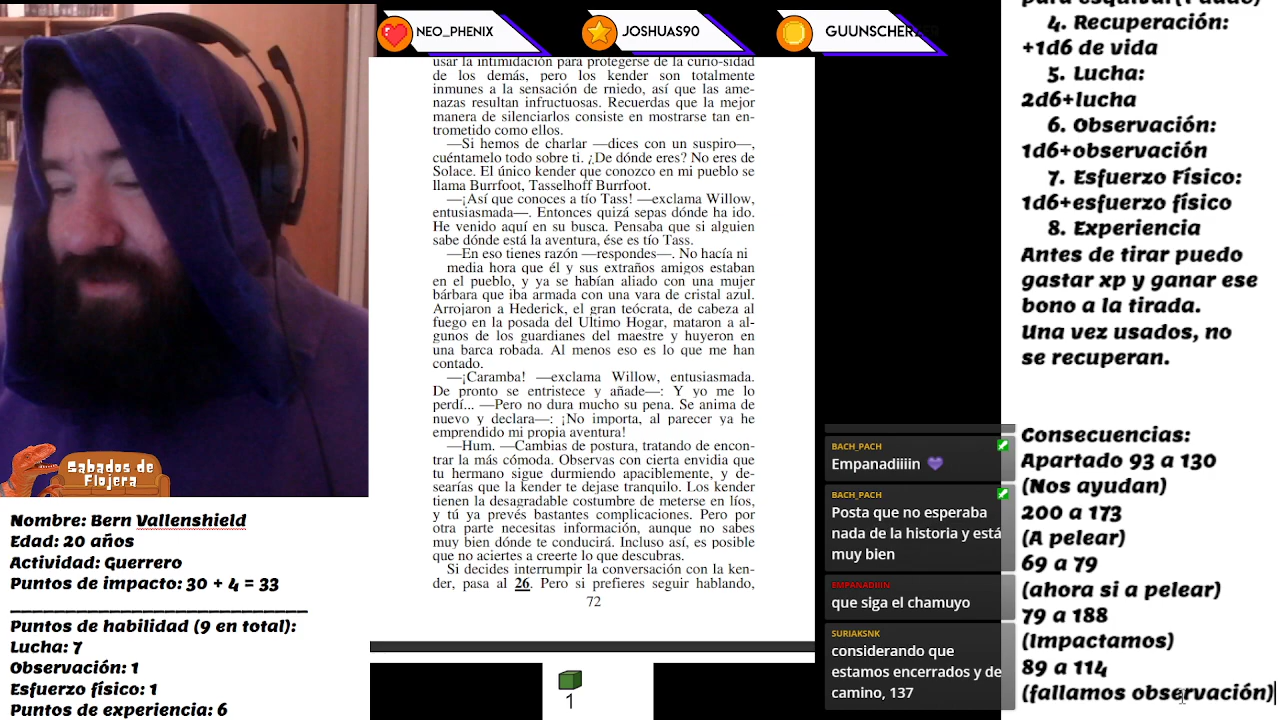 NEO_PHENIX
JOSHUAS90
usar la intimidación para protegerse de la curio-sidad
de los demás, pero los kender son totalmente
inmunes a la sensación de rniedo, así que las ame-
nazas resultan infructuosas. Recuerdas que la mejor
manera de silenciarlos consiste en mostrarse tan en-
trometido como ellos.
—Si hemos de charlar —dices con un suspiro—,
cuéntamelo todo sobre ti. ¿De dónde eres? No eres de
Solace. El único kender que conozco en mi pueblo se
llama Burrfoot, Tasselhoff Burrfoot.
—¡Así que conoces a tío Tass! —exclama Willow,
entusiasmada—. Entonces quizá sepas dónde ha ido.
He venido aquí en su busca. Pensaba que si alguien
sabe dónde está la aventura, ése es tío Tass.
—En eso tienes razón —respondes—. No hacía ni
media hora que él y sus extraños amigos estaban
en el pueblo, y ya se habían aliado con una mujer
bárbara que iba armada con una vara de cristal azul.
Arrojaron a Hederick, el gran teócrata, de cabeza al
fuego en la posada del Ultimo Hogar, mataron a al-
gunos de los guardianes del maestre y huyeron en
una barca robada. Al menos eso es lo que me han
contado.
—¡Caramba! —exclama Willow, entusiasmada.
De pronto se entristece y añade—: Y yo me lo
perdí... —Pero no dura mucho su pena. Se anima de
nuevo y declara—: ¡No importa, al parecer ya he
emprendido mi propia aventura!
—Hum. —Cambias de postura, tratando de encon-
trar la más cómoda. Observas con cierta envidia que
tu hermano sigue durmiendo apaciblemente, y de-
searías que la kender te dejase tranquilo. Los kender
tienen la desagradable costumbre de meterse en líos,
y tú ya prevés bastantes complicaciones. Pero por
otra parte necesitas información, aunque no sabes
muy bien dónde te conducirá. Incluso así, es posible
que no aciertes a creerte lo que descubras.
Si decides interrumpir la conversación con la ken-
der, pasa al 26. Pero si prefieres seguir hablando,
72
1
Sabados de
Flojera
Nombre: Bern Vallenshield
Edad: 20 años
Actividad: Guerrero
Puntos de impacto: 30 + 4 = 33
Puntos de habilidad (9 en total):
Lucha: 7
Observación: 1
Esfuerzo físico: 1
Puntos de experiencia: 6
BACH_PACH
Empanadiiiin 💜
BACH_PACH
Posta que no esperaba
nada de la historia y está
muy bien
EMPANADIIIN
que siga el chamuyo
SURIAKSNK
considerando que
estamos encerrados y de
camino, 137
4. Recuperación:
+1d6 de vida
5. Lucha:
2d6+lucha
6. Observación:
1d6+observación
7. Esfuerzo Físico:
1d6+esfuerzo físico
8. Experiencia
Antes de tirar puedo
gastar xp y ganar ese
bono a la tirada.
Una vez usados, no
se recuperan.
Consecuencias:
Apartado 93 a 130
(Nos ayudan)
200 a 173
(A pelear)
69 a 79
(ahora si a pelear)
79 a 188
(Impactamos)
89 a 114
(fallamos observación)